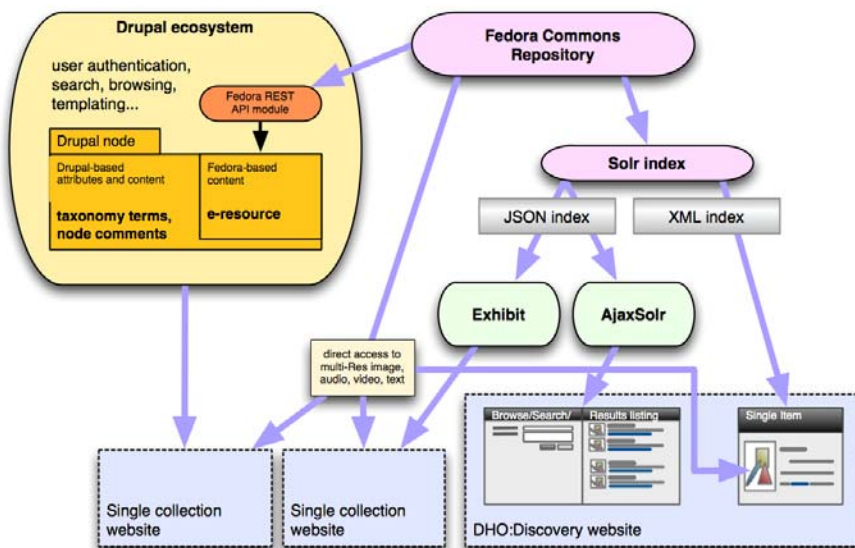 Drupal ecosystem
user authentication,
search, browsing,
templating...
Fedora REST
API module
Drupal node
Drupal-based
attributes and content
taxonomy terms,
node comments
Fedora-based
content
e-resource
Fedora Commons
Repository
Solr index
JSON index
XML index
Exhibit
AjaxSolr
direct access to
multi-Res image,
audio, video, text
Browse/Search/
Results listing
Single Item
Single collection
website
Single collection
website
DHO:Discovery website